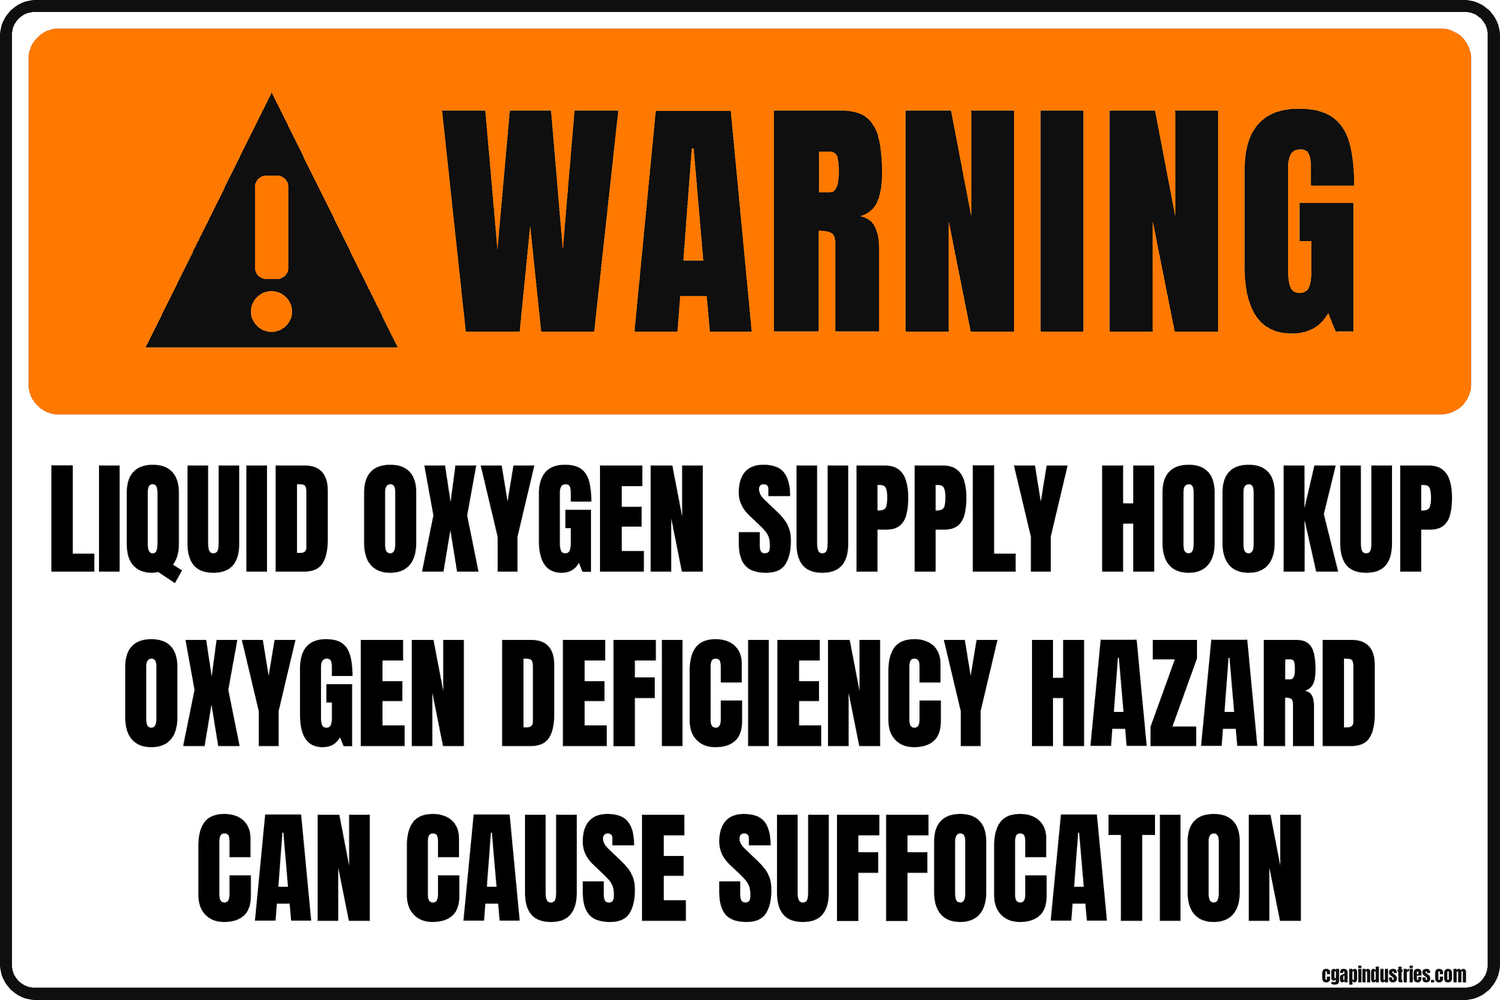 WARNING
LIQUID OXYGEN SUPPLY HOOKUP
OXYGEN DEFICIENCY HAZARD
CAN CAUSE SUFFOCATION
cgapindustries.com